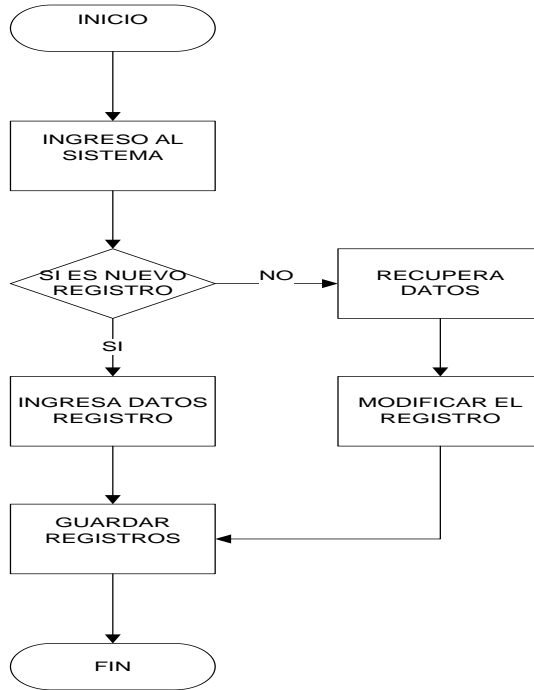 INICIO
INGRESO AL
SISTEMA
SI ES NUEVO
REGISTRO
NO
RECUPERA
DATOS
SI
INGRESA DATOS
REGISTRO
MODIFICAR EL
REGISTRO
GUARDAR
REGISTROS
FIN